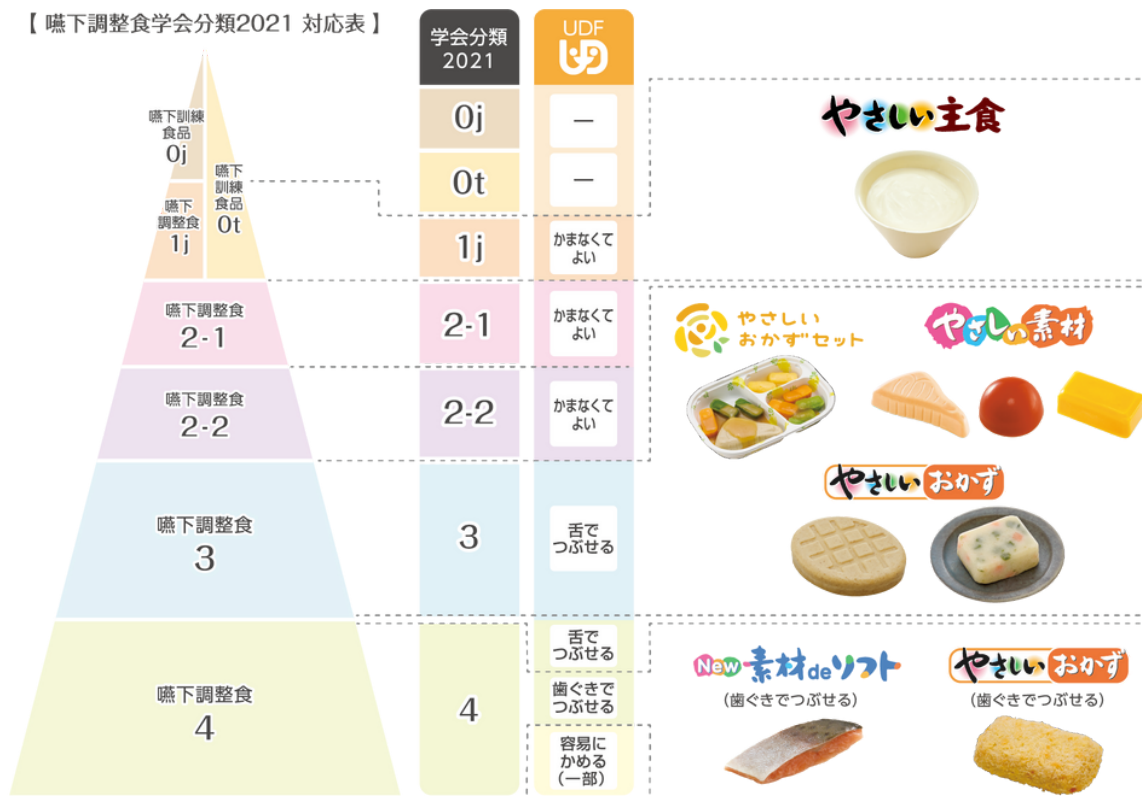 【 嚥下調整食学会分類2021 対応表 】
嚥下訓練
食品
0j
嚥下
訓練
食品
0t
嚥下
調整食
1j
嚥下調整食
2-1
嚥下調整食
2-2
嚥下調整食
3
嚥下調整食
4
学会分類
2021
0j
0t
1j
2-1
2-2
3
4
UDF
UD
—
—
かまなくて
よい
かまなくて
よい
かまなくて
よい
舌で
つぶせる
舌で
つぶせる
歯ぐきで
つぶせる
容易に
かめる
（一部）
やさしい主食
やさしい
おかずセット
やさしい素材
やさしいおかず
New 素材deソフト
（歯ぐきでつぶせる）
やさしいおかず
（歯ぐきでつぶせる）